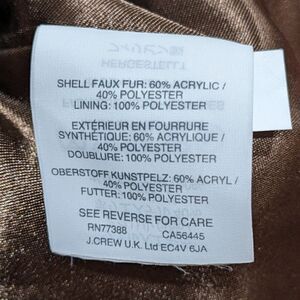 HERGESTELLT
SHELL FAUX FUR: 60% ACRYLIC /
40% POLYESTER
LINING: 100% POLYESTER
EXTÉRIEUR EN FOURRURE
SYNTHÉTIQUE: 60% ACRYLIQUE /
40% POLYESTER
DOUBLURE: 100% POLYESTER
OBERSTOFF KUNSTPELZ: 60% ACRYL /
40% POLYESTER
FUTTER: 100% POLYESTER
SEE REVERSE FOR CARE
RN77388 CA56445
J.CREW U.K. Ltd EC4V 6JA